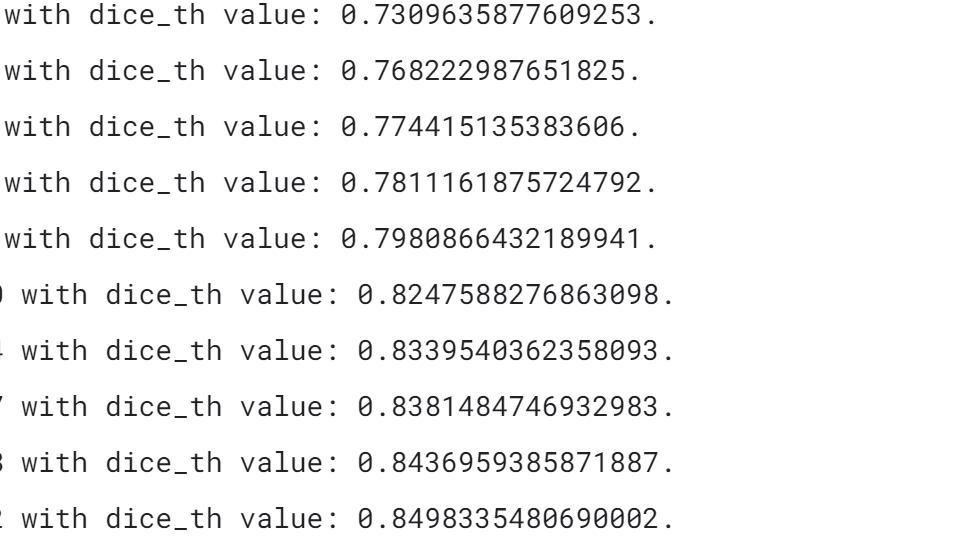 with dice_th value: 0.7309635877609253.
with dice_th value: 0.768222987651825.
with dice_th value: 0.774415135383606.
with dice_th value: 0.7811161875724792.
with dice_th value: 0.7980866432189941.
with dice_th value: 0.8247588276863098.
with dice_th value: 0.8339540362358093.
with dice_th value: 0.8381484746932983.
with dice_th value: 0.8436959385871887.
with dice_th value: 0.8498335480690002.